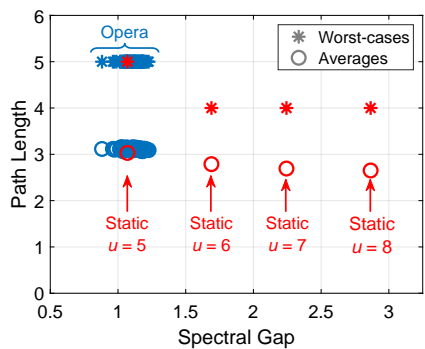 Opera
Worst-cases
Averages
Path Length
6
5
4
3
2
1
0
Static
u = 5
Static
u = 6
Static
u = 7
Static
u = 8
0.5
1
1.5
2
2.5
3
Spectral Gap